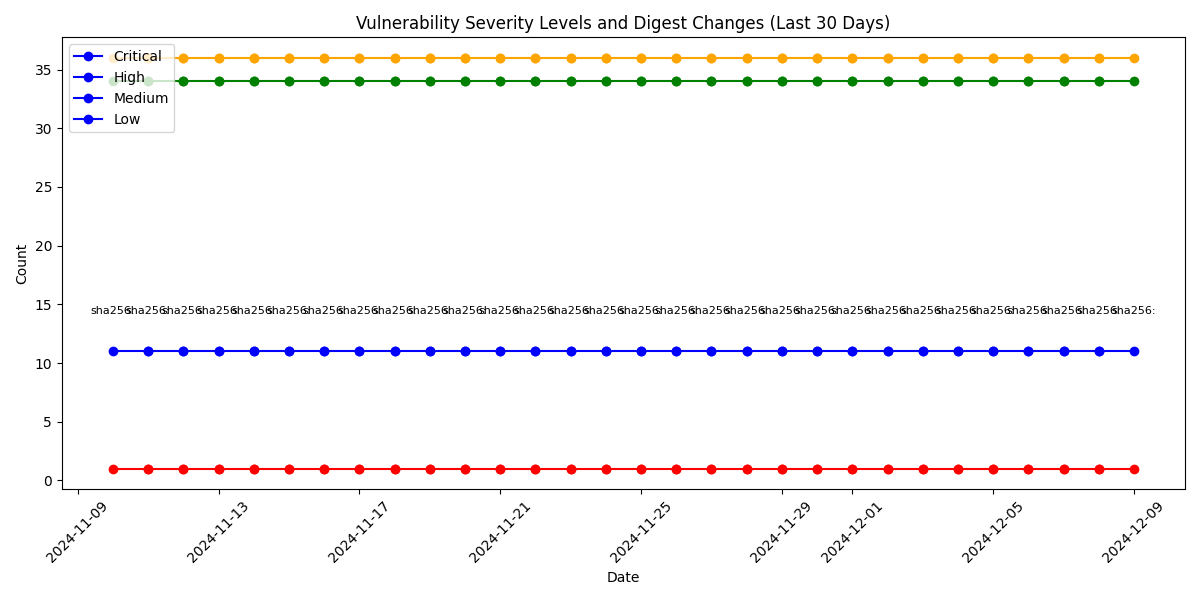 Vulnerability Severity Levels and Digest Changes (Last 30 Days)
Critical
High
Medium
Low
35
30
25
20
15
10
5
0
Count
sha256: sha256: sha256: sha256: sha256: sha256: sha256: sha256: sha256: sha256: sha256: sha256: sha256: sha256: sha256: sha256: sha256: sha256: sha256: sha256: sha256: sha256: sha256: sha256: sha256: sha256: sha256: sha256: sha256: sha256:
2024-11-09
2024-11-13
2024-11-17
2024-11-21
2024-11-25
2024-11-29
2024-12-01
2024-12-05
2024-12-09
Date